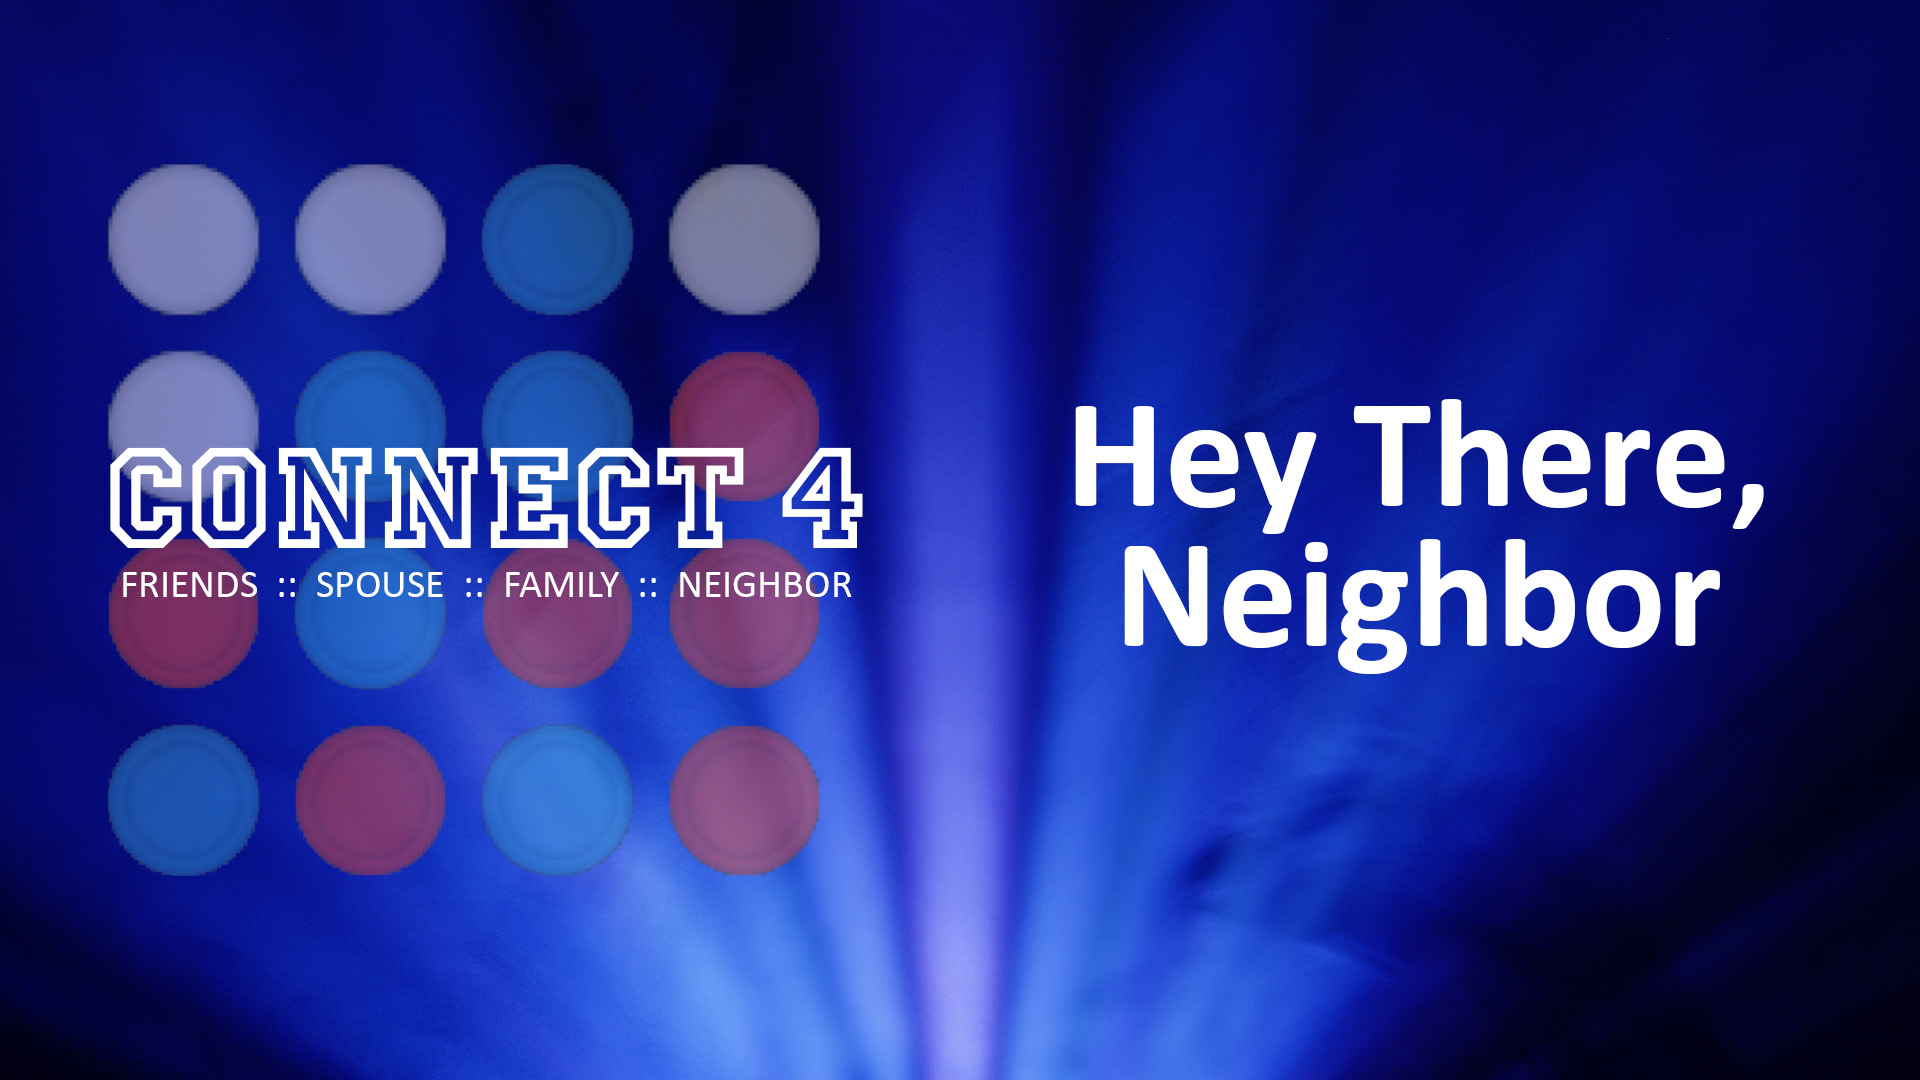 CONNECT 4
FRIENDS :: SPOUSE :: FAMILY :: NEIGHBOR
Hey There,
Neighbor